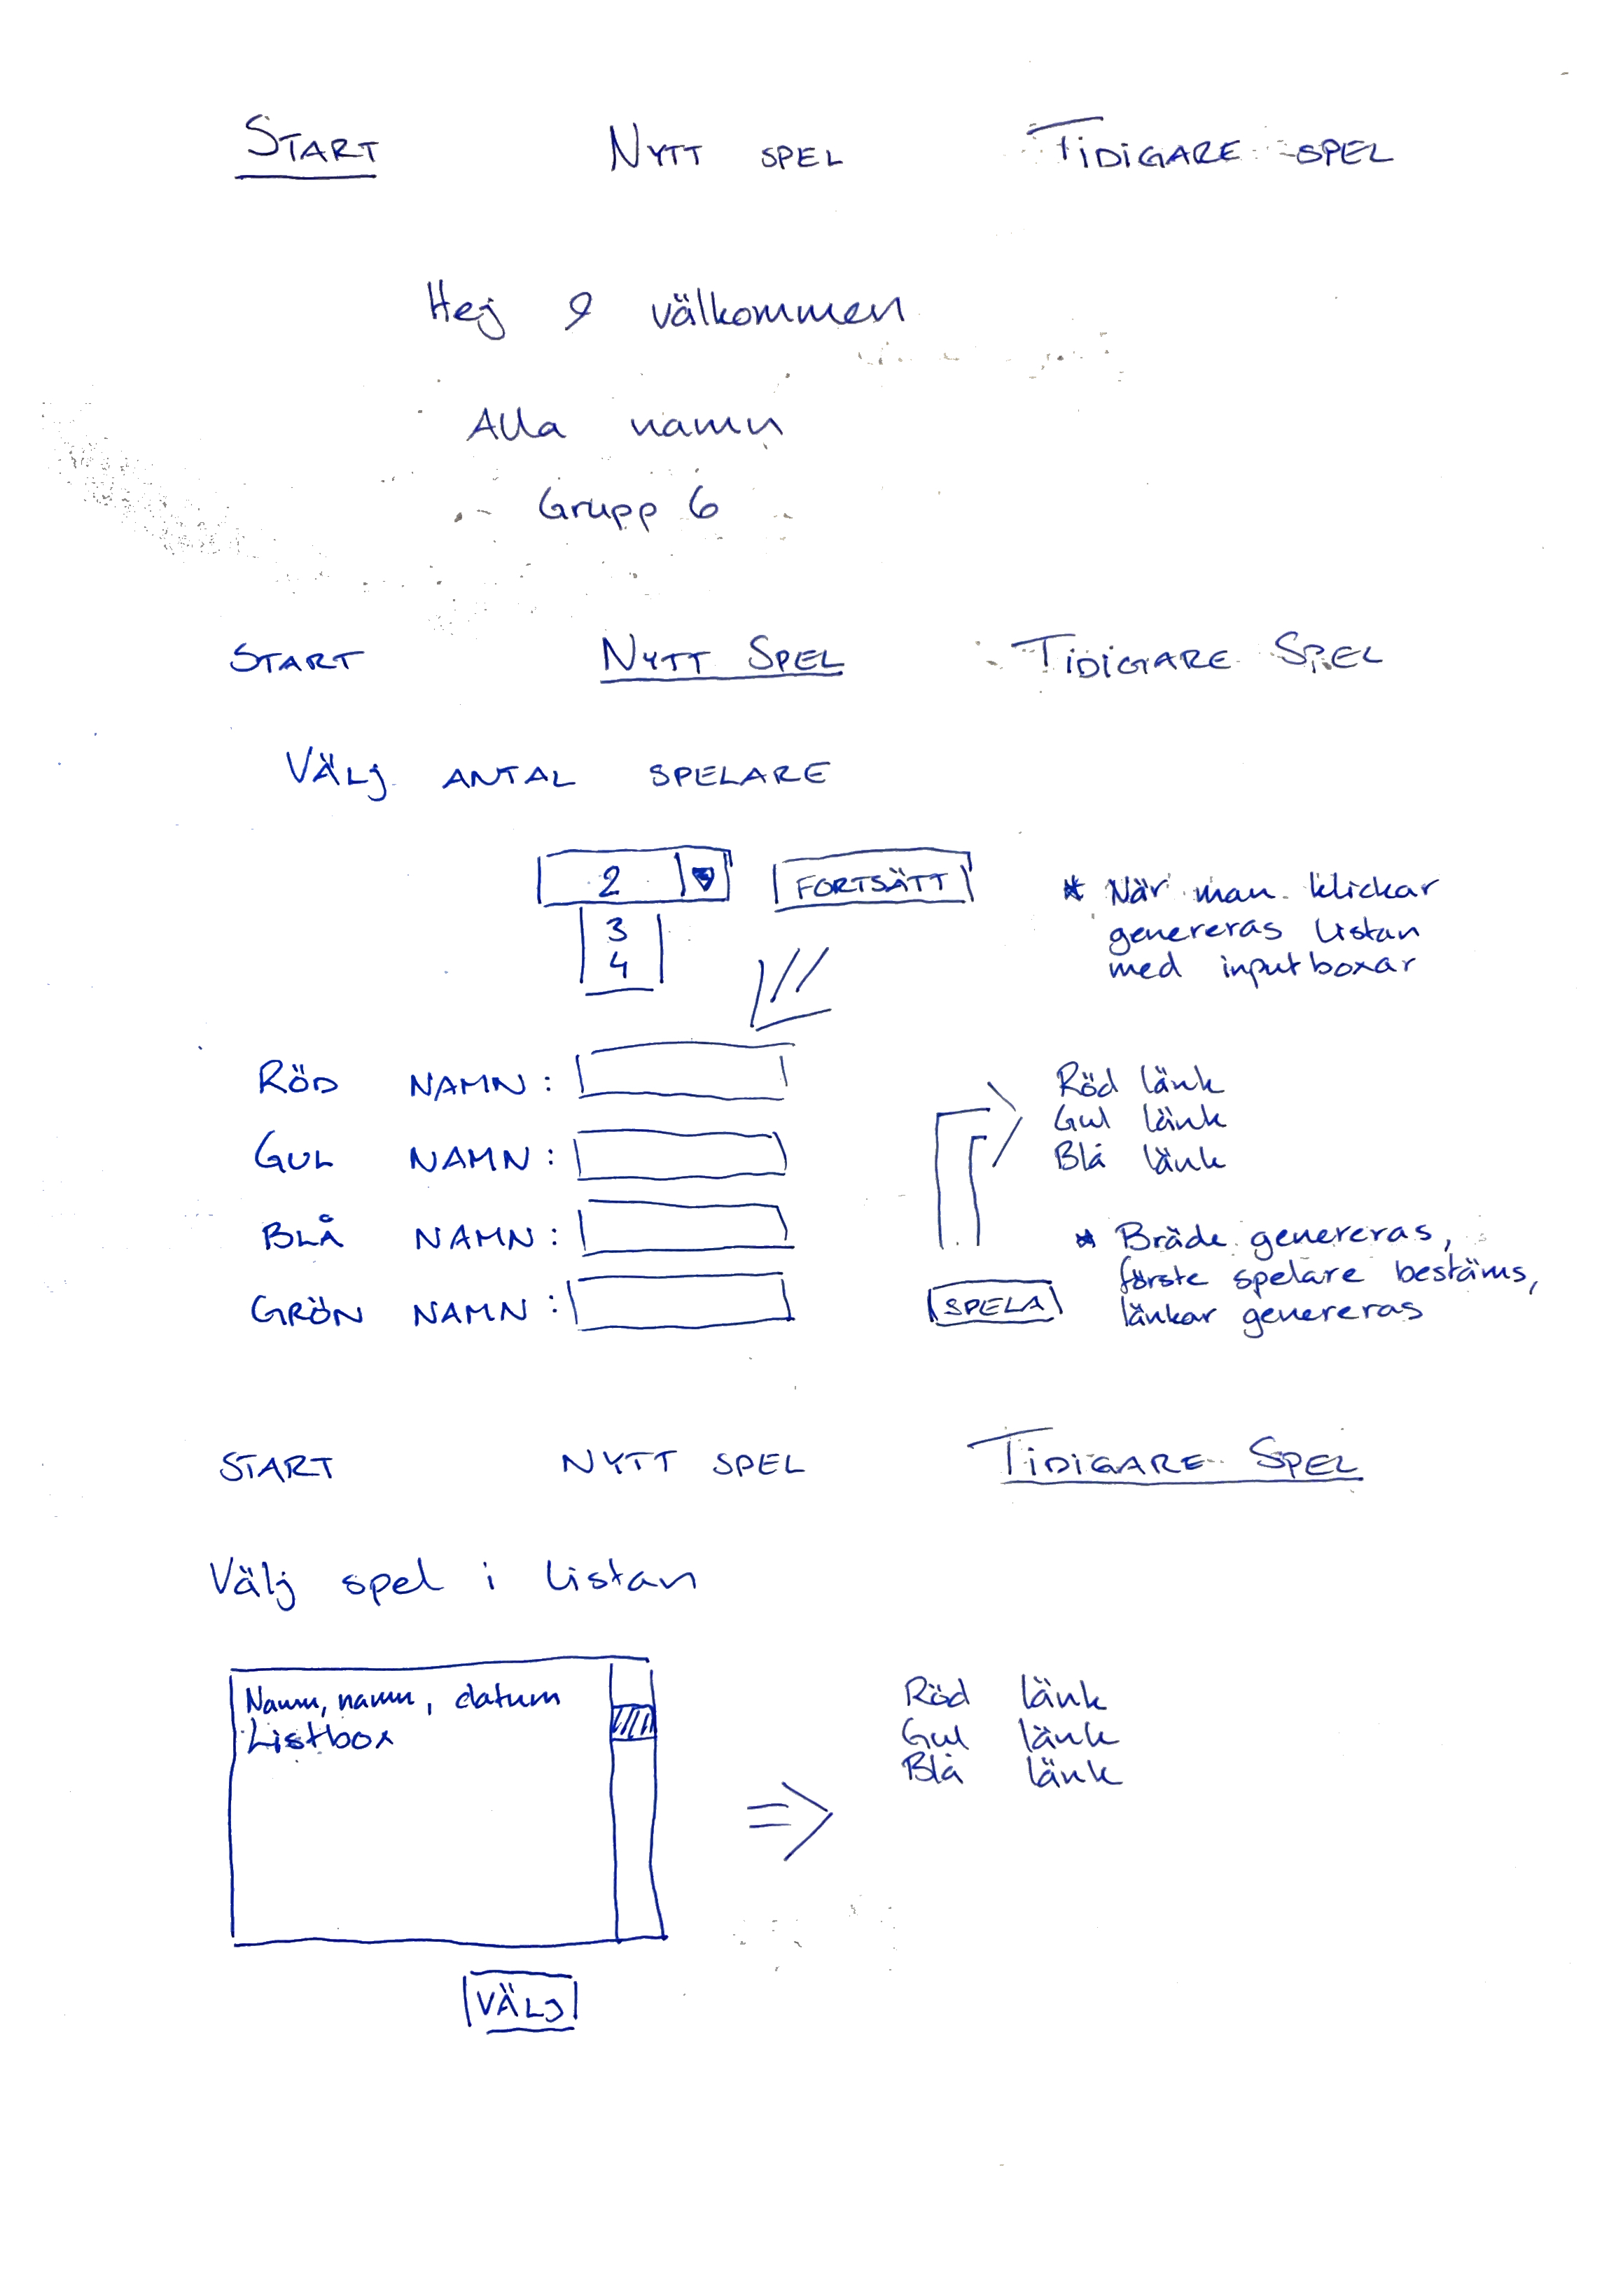 START NYTT SPEL TIDIGARE SPEL
Hej & välkommen
Alla namn
Grupp 6
START NYTT SPEL TIDIGARE SPEL
VÄLJ ANTAL SPELARE
2 FORTSÄTT
3
4
* När man klickar
genereras listan
med inputboxar
RÖD NAMN:
GUL NAMN:
BLÅ NAMN:
GRÖN NAMN:
Röd länk
Gul länk
Blå länk
SPELA
* Bräde genereras,
förste spelare bestäms,
länkar genereras
START NYTT SPEL TIDIGARE SPEL
Välj spel i listan
Namn, namn, datum
Listbox
Röd länk
Gul länk
Blå länk
VÄLJ